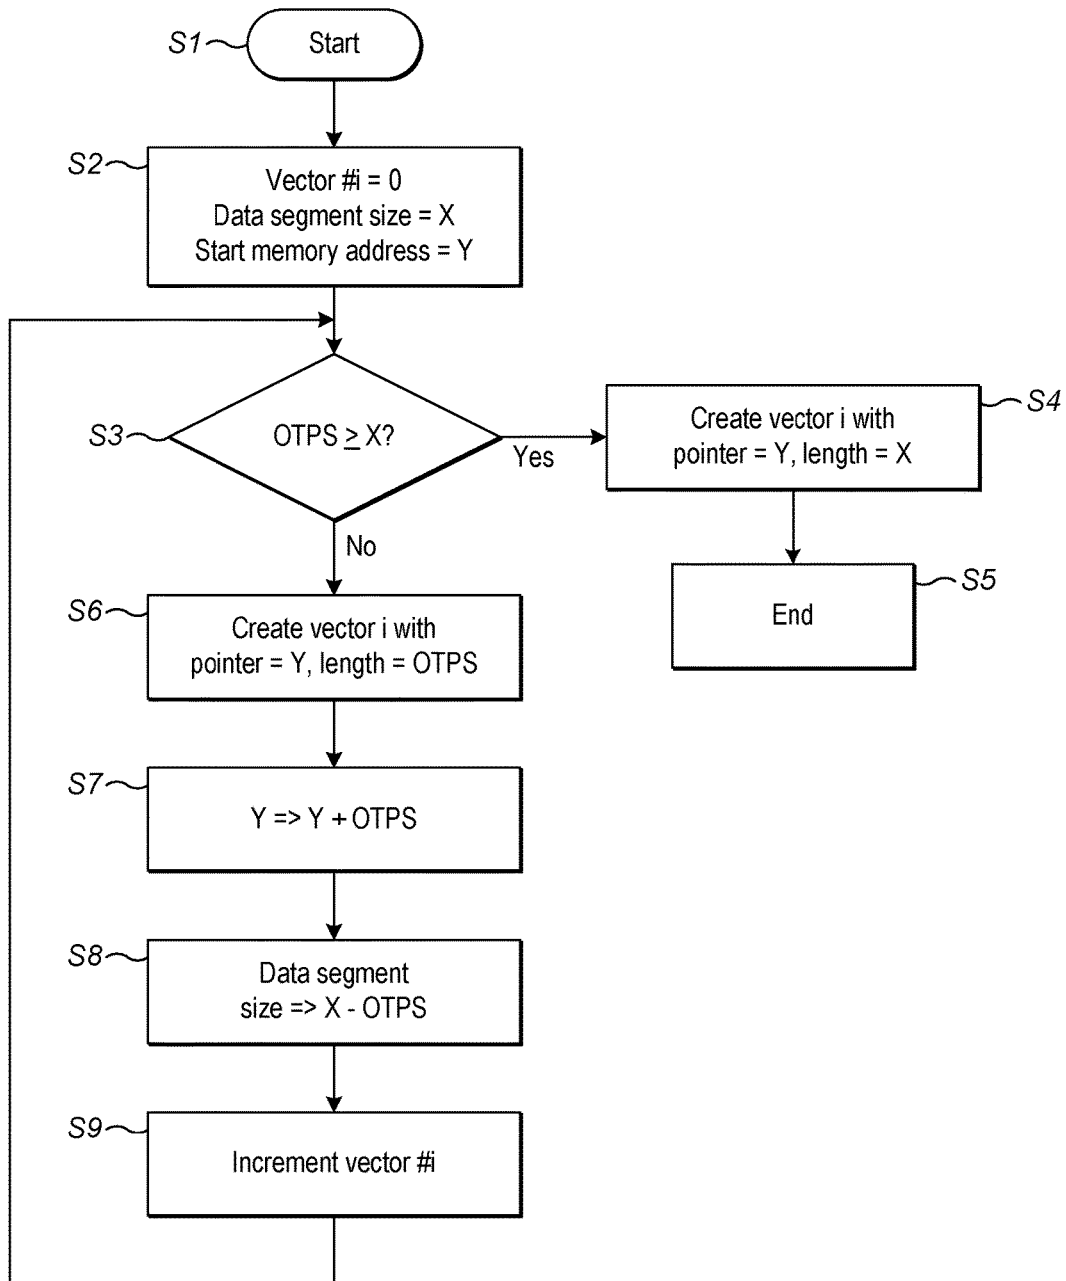 S1
Start
S2
Vector #i = 0
Data segment size = X
Start memory address = Y
S3
OTPS ≥ X?
Yes
S4
Create vector i with
pointer = Y, length = X
No
S5
End
S6
Create vector i with
pointer = Y, length = OTPS
S7
Y => Y + OTPS
S8
Data segment
size => X - OTPS
S9
Increment vector #i